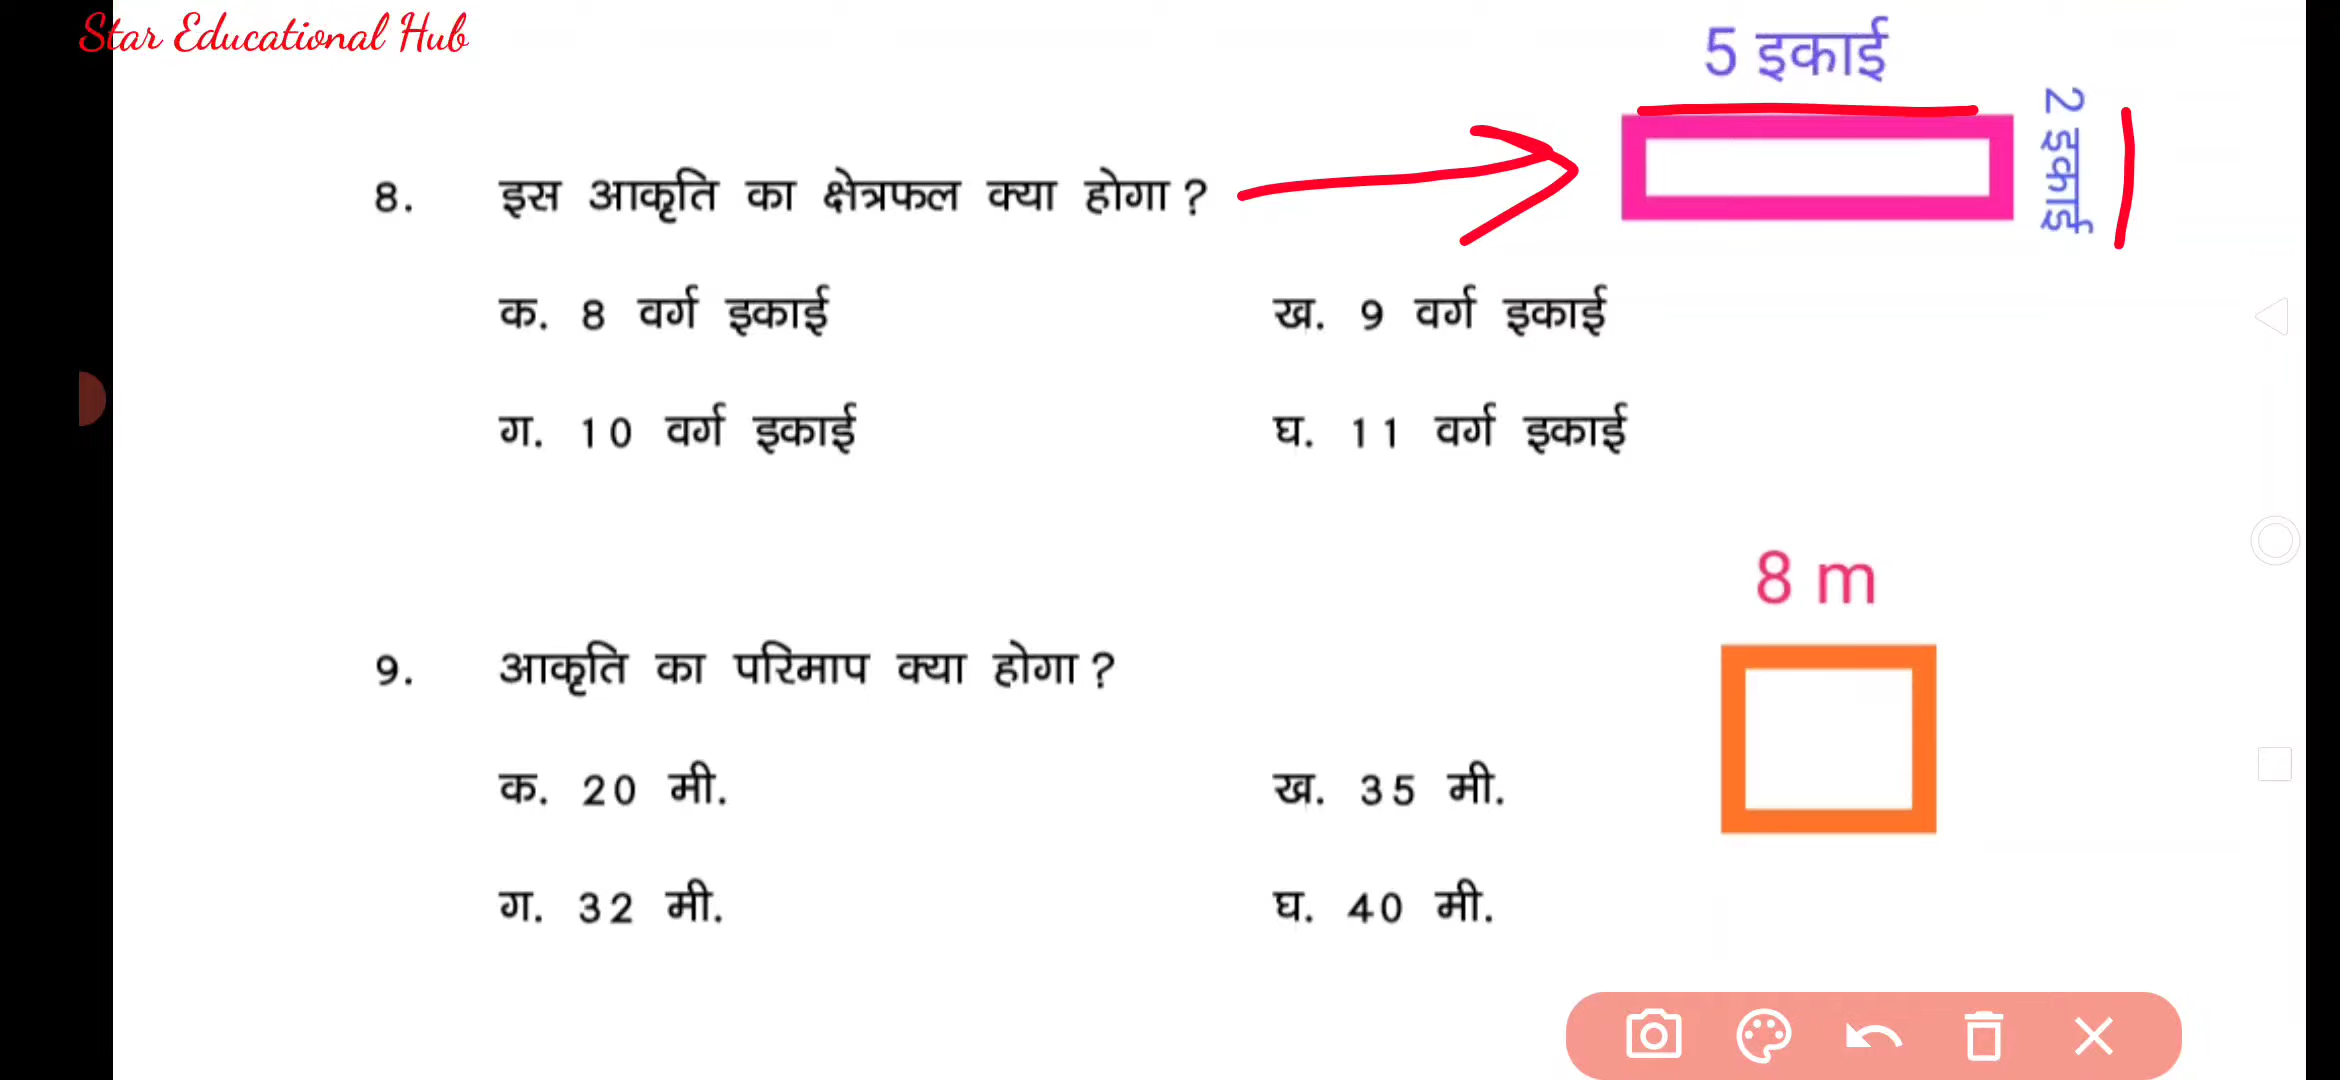 Star Educational Hub
5 इकाई
2 इकाई
8. इस आकृति का क्षेत्रफल क्या होगा?
क. 8 वर्ग इकाई ख. 9 वर्ग इकाई
ग. 10 वर्ग इकाई घ. 11 वर्ग इकाई
8 m
9. आकृति का परिमाप क्या होगा?
क. 20 मी. ख. 35 मी.
ग. 32 मी. घ. 40 मी.